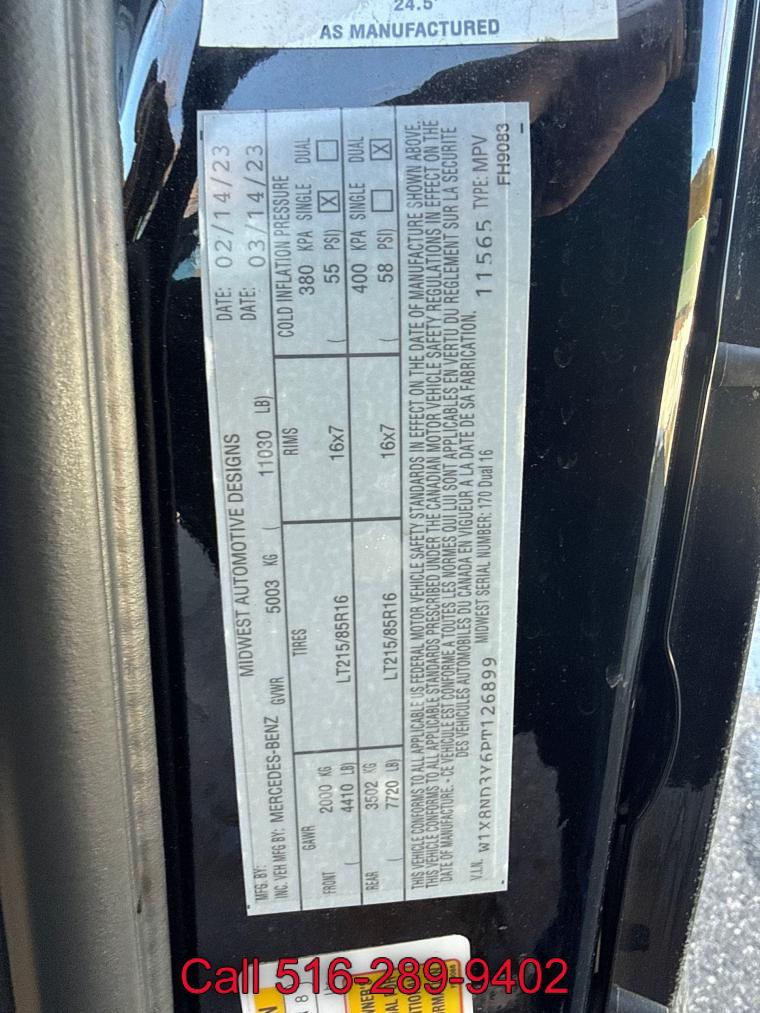 24.5'
AS MANUFACTURED
MFG. BY: MIDWEST AUTOMOTIVE DESIGNS DATE: 02/14/23
INC. VEH MFG BY: MERCEDES-BENZ GVWR 5003 KG ( 11030 LB) DATE: 03/14/23
GAWR TIRES RIMS COLD INFLATION PRESSURE
FRONT 2000 KG LT215/85R16 16x7 380 KPA SINGLE DUAL
( 4410 LB) ( 55 PSI) X
REAR 3502 KG LT215/85R16 16x7 400 KPA SINGLE DUAL
( 7720 LB) ( 58 PSI) X
THIS VEHICLE CONFORMS TO ALL APPLICABLE US FEDERAL MOTOR VEHICLE SAFETY STANDARDS IN EFFECT ON THE DATE OF MANUFACTURE SHOWN ABOVE.
THIS VEHICLE CONFORMS TO ALL APPLICABLE STANDARDS PRESCRIBED UNDER THE CANADIAN MOTOR VEHICLE SAFETY REGULATIONS IN EFFECT ON THE
DATE OF MANUFACTURE. - CE VEHICULE EST CONFORME A TOUTES LES NORMES QUI LUI SONT APPLICABLES EN VERTU DU REGLEMENT SUR LA SECURITE
DES VEHICULES AUTOMOBILES DU CANADA EN VIGUEUR A LA DATE DE SA FABRICATION.
V.I.N. W1X8ND3Y6PT126899 MIDWEST SERIAL NUMBER: 170 Dual 16 11565 TYPE: MPV
FH9083
Call 516-289-9402